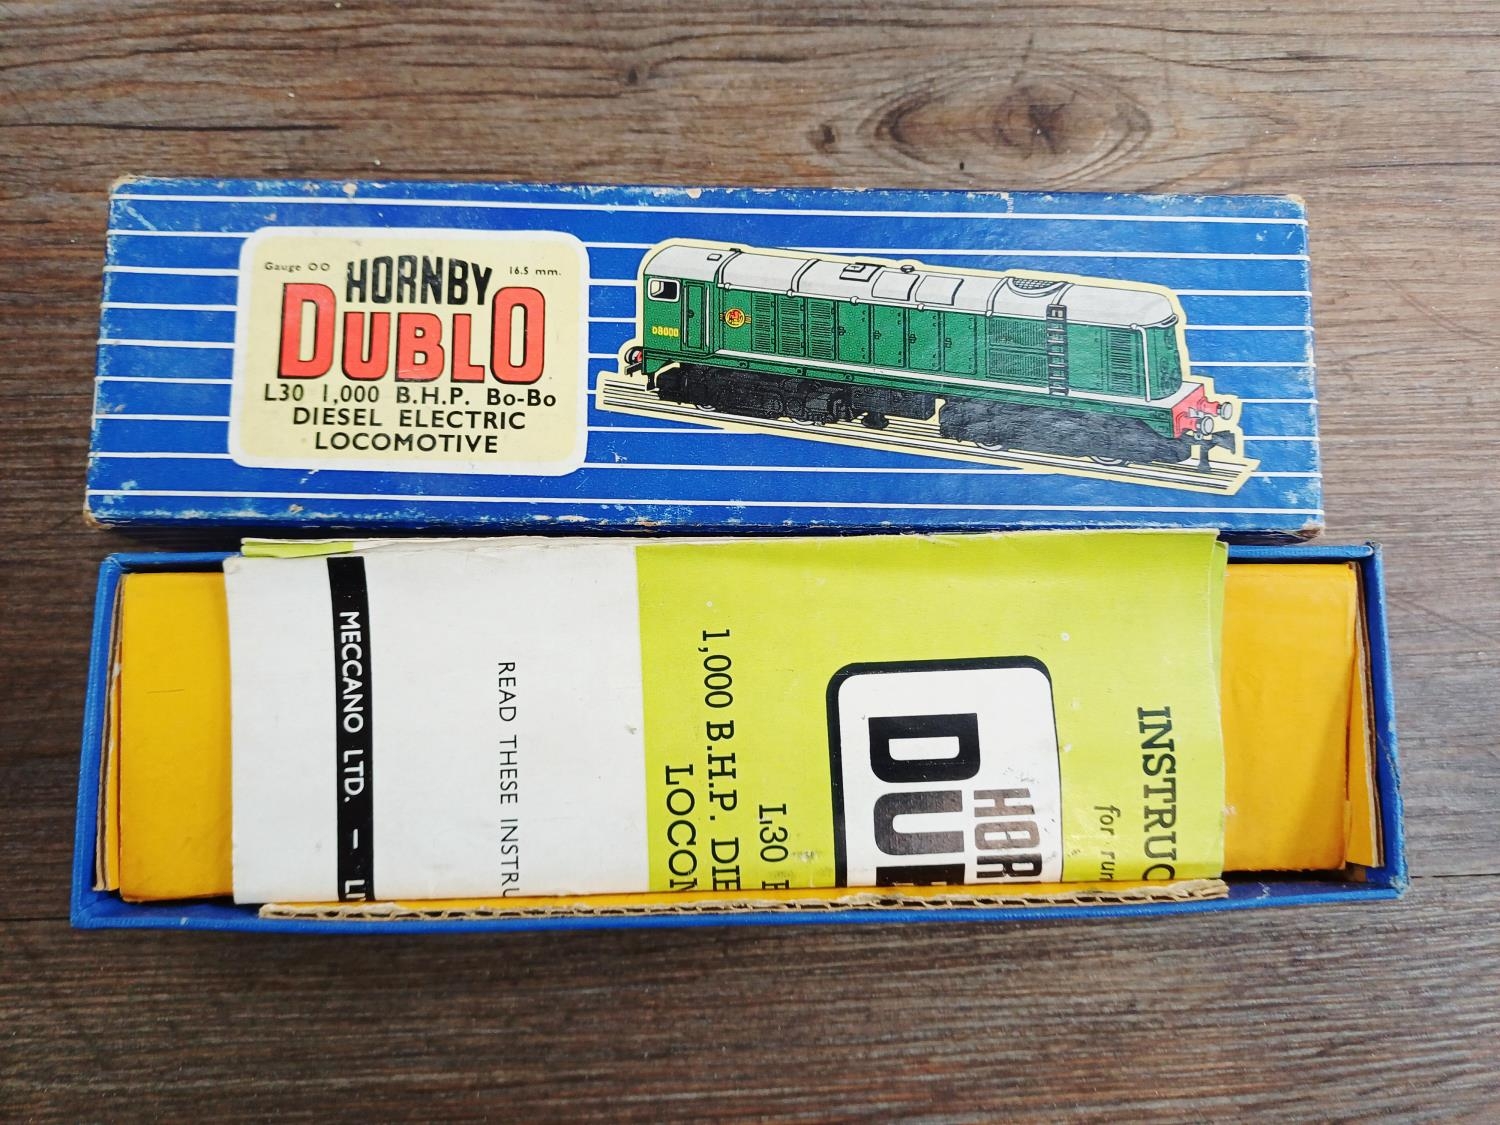 Gauge OO
HORNBY
16.5 mm.
DUBLO
L30 1,000 B.H.P. Bo-Bo
DIESEL ELECTRIC
LOCOMOTIVE
D8000
INSTRUC
for run
HOR
DUB
L30
1,000 B.H.P. DIE
LOCOM
READ THESE INSTRU
MECCANO LTD. —